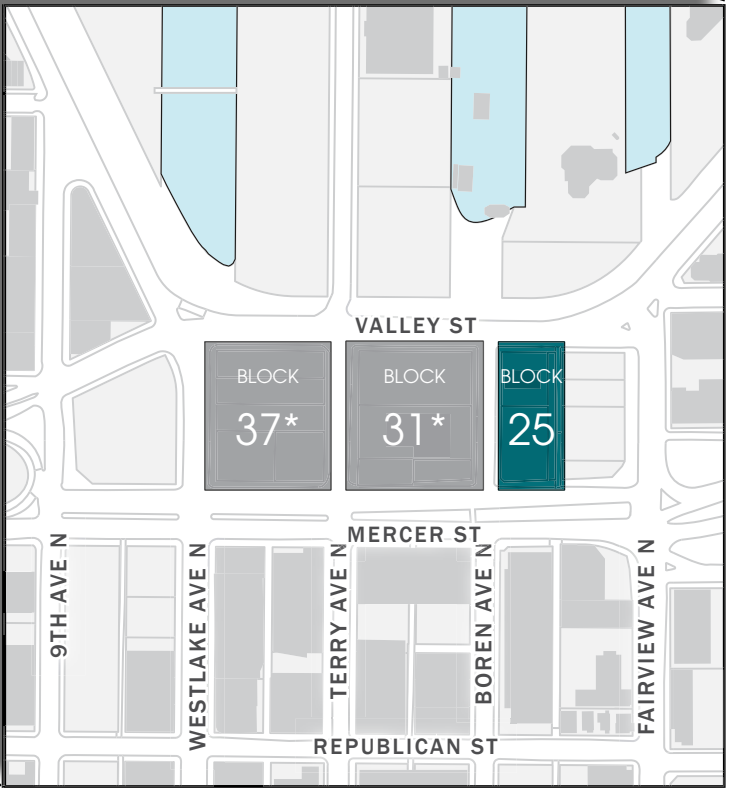 VALLEY ST
BLOCK
37*
BLOCK
31*
BLOCK
25
MERCER ST
9TH AVE N
WESTLAKE AVE N
TERRY AVE N
BOREN AVE N
FAIRVIEW AVE N
REPUBLICAN ST